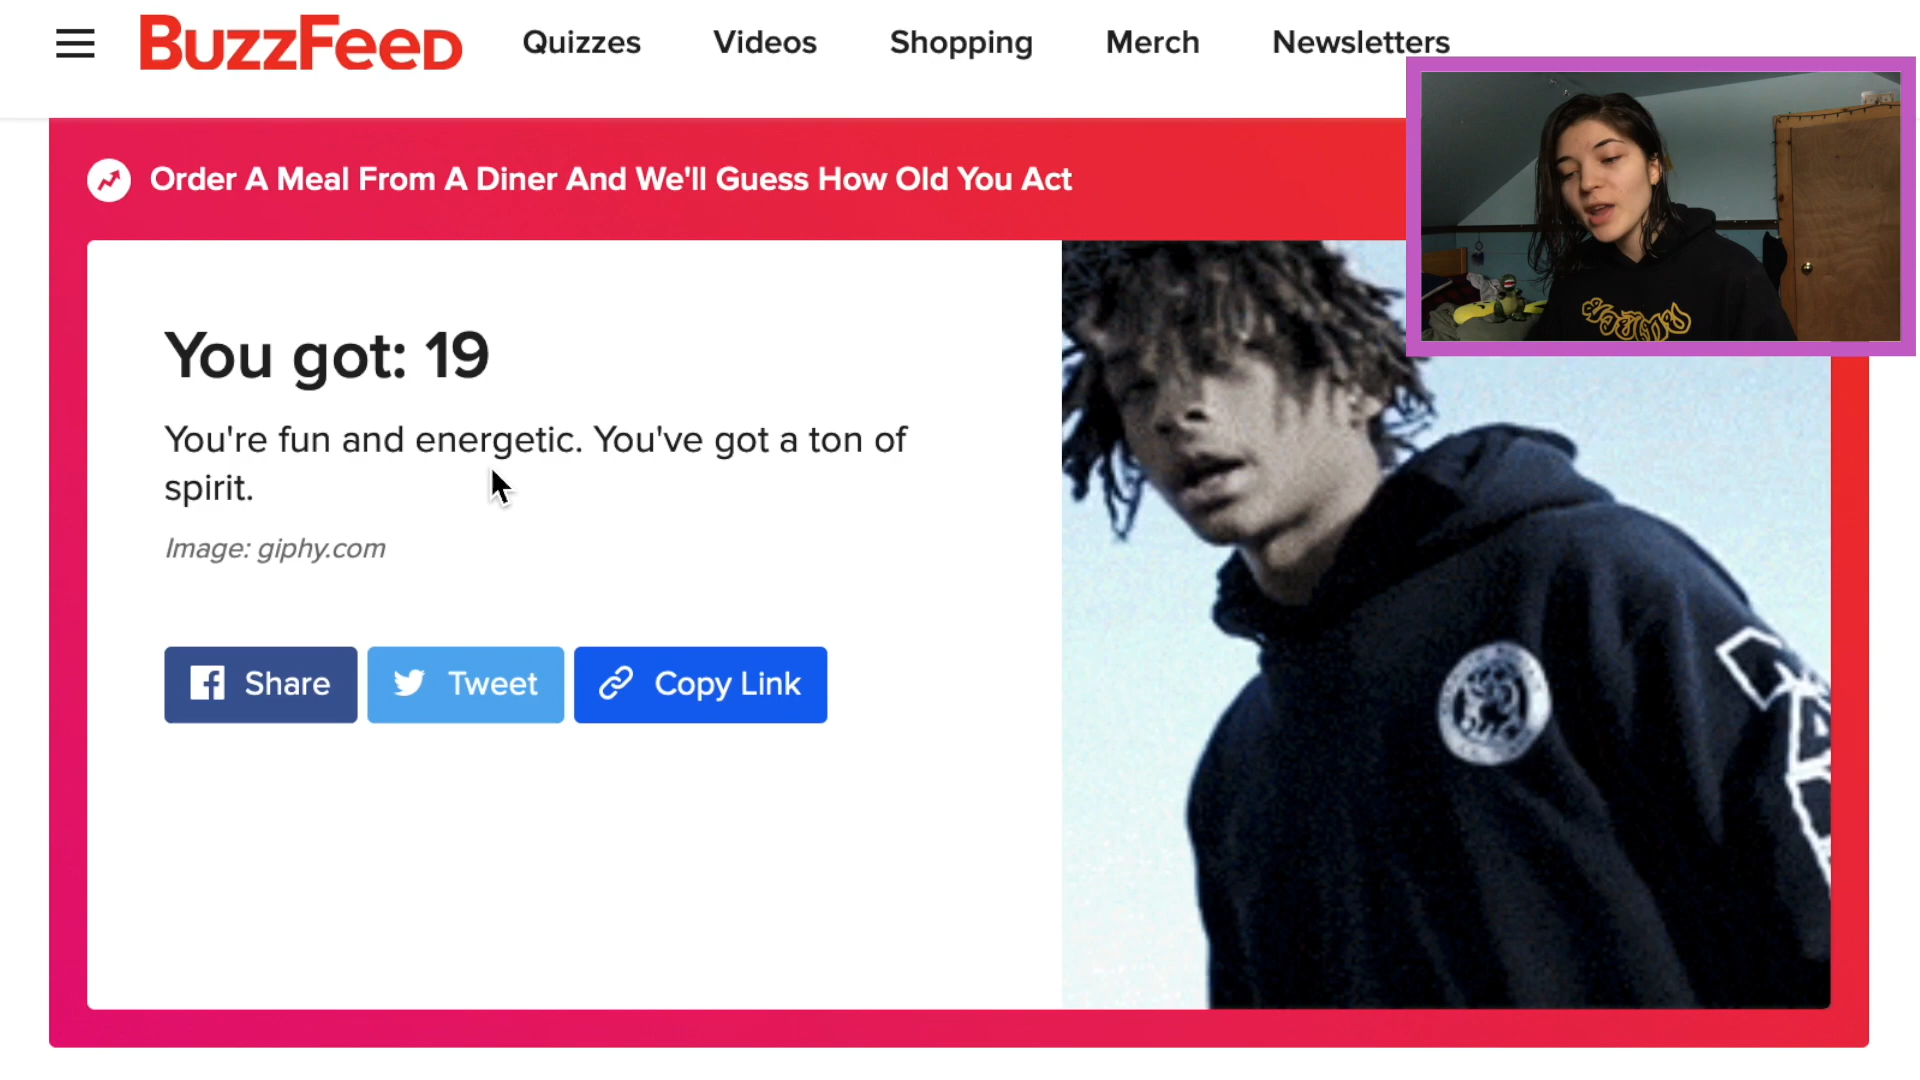 BuzzFeed
Quizzes
Videos
Shopping
Merch
Newsletters
Order A Meal From A Diner And We'll Guess How Old You Act
You got: 19
You're fun and energetic. You've got a ton of
spirit.
Image: giphy.com
Share
Tweet
Copy Link